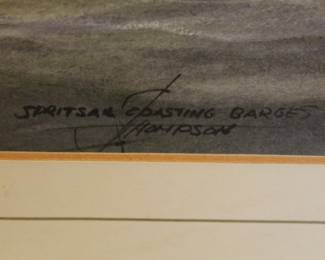 SPRITSAIL COASTING BARGES
THOMPSON